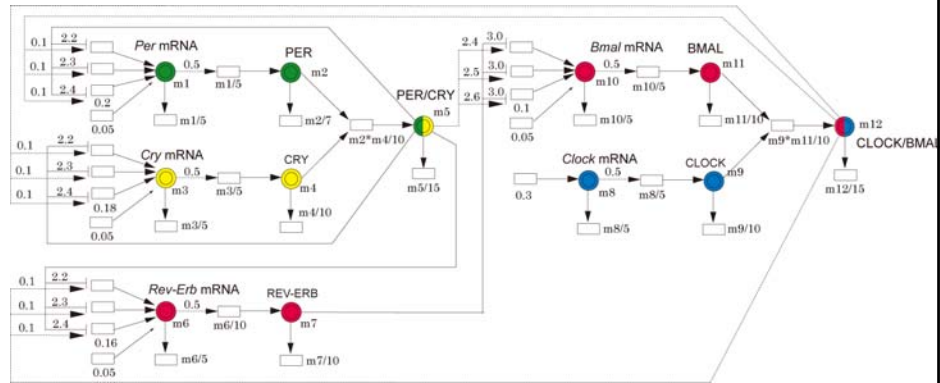 0.1 2.2
Per mRNA
PER
0.1 2.3
0.5
m1
m1/5
m2
0.1 2.4
0.2
0.05
m1/5
m2/7
PER/CRY
m5
m2*m4/10
m5/15
2.2
0.1
Cry mRNA
CRY
2.3
0.1
0.5
m3
m3/5
m4
2.4
0.1
0.18
0.05
m3/5
m4/10
0.1 2.2
Rev-Erb mRNA
REV-ERB
0.1 2.3
0.5
m6
m6/10
m7
0.1 2.4
0.16
0.05
m6/5
m7/10
2.4 3.0
Bmal mRNA
BMAL
2.5 3.0
0.5
m10
m10/5
m11
2.6 3.0
0.1
0.05
m10/5
m11/10
m9*m11/10
m12
CLOCK/BMAL
m12/15
Clock mRNA
CLOCK
0.3
0.5
m8
m8/5
m9
m8/5
m9/10